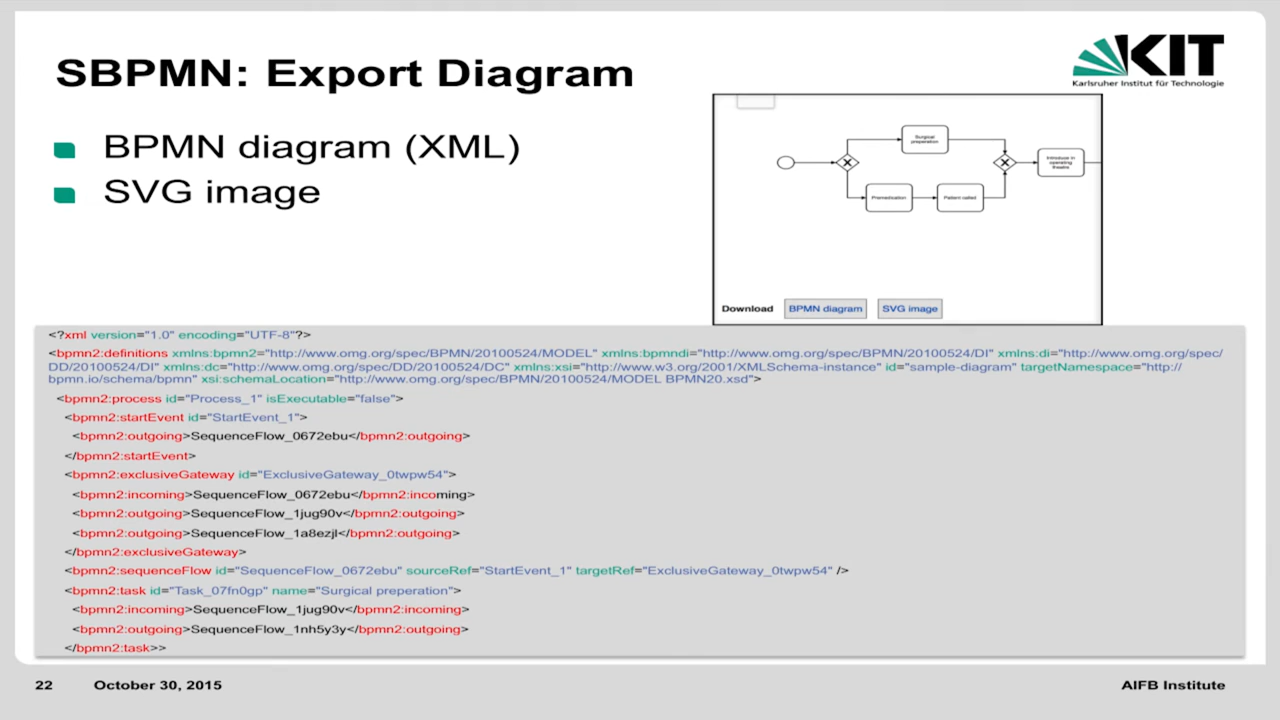 SBPMN: Export Diagram
KIT
Karlsruher Institut für Technologie
BPMN diagram (XML)
SVG image
Surgical
preparation
Introduce in
operating
theatre
Premedication
Patient called
Download
BPMN diagram
SVG image
<?xml version="1.0" encoding="UTF-8"?>
<bpmn2:definitions xmlns:bpmn2="http://www.omg.org/spec/BPMN/20100524/MODEL" xmlns:bpmndi="http://www.omg.org/spec/BPMN/20100524/DI" xmlns:di="http://www.omg.org/spec/
DD/20100524/DI" xmlns:dc="http://www.omg.org/spec/DD/20100524/DC" xmlns:xsi="http://www.w3.org/2001/XMLSchema-instance" id="sample-diagram" targetNamespace="http://
bpmn.io/schema/bpmn" xsi:schemaLocation="http://www.omg.org/spec/BPMN/20100524/MODEL BPMN20.xsd">
<bpmn2:process id="Process_1" isExecutable="false">
<bpmn2:startEvent id="StartEvent_1">
<bpmn2:outgoing>SequenceFlow_0672ebu</bpmn2:outgoing>
</bpmn2:startEvent>
<bpmn2:exclusiveGateway id="ExclusiveGateway_0twpw54">
<bpmn2:incoming>SequenceFlow_0672ebu</bpmn2:incoming>
<bpmn2:outgoing>SequenceFlow_1jug90v</bpmn2:outgoing>
<bpmn2:outgoing>SequenceFlow_1a8ezjl</bpmn2:outgoing>
</bpmn2:exclusiveGateway>
<bpmn2:sequenceFlow id="SequenceFlow_0672ebu" sourceRef="StartEvent_1" targetRef="ExclusiveGateway_0twpw54" />
<bpmn2:task id="Task_07fn0gp" name="Surgical preperation">
<bpmn2:incoming>SequenceFlow_1jug90v</bpmn2:incoming>
<bpmn2:outgoing>SequenceFlow_1nh5y3y</bpmn2:outgoing>
</bpmn2:task>>
22
October 30, 2015
AIFB Institute